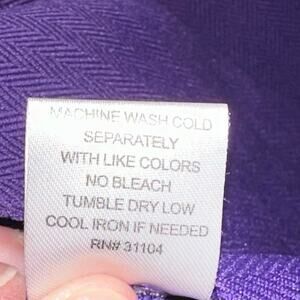 MACHINE WASH COLD
SEPARATELY
WITH LIKE COLORS
NO BLEACH
TUMBLE DRY LOW
COOL IRON IF NEEDED
RN# 31104